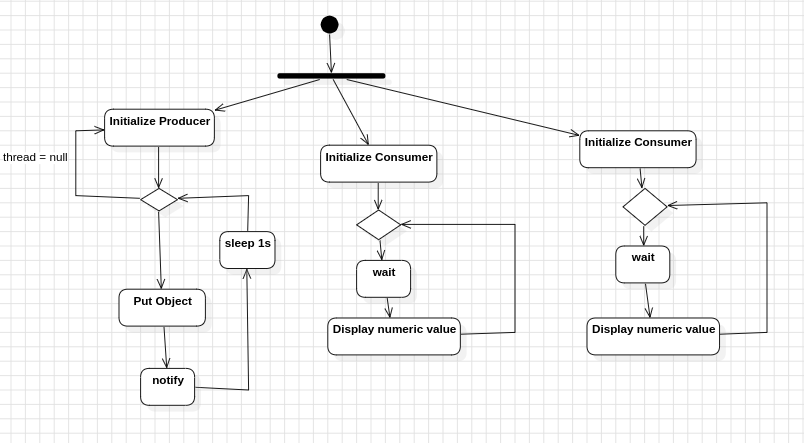 Initialize Producer
thread = null
Initialize Consumer
Initialize Consumer
sleep 1s
wait
wait
Put Object
Display numeric value
Display numeric value
notify